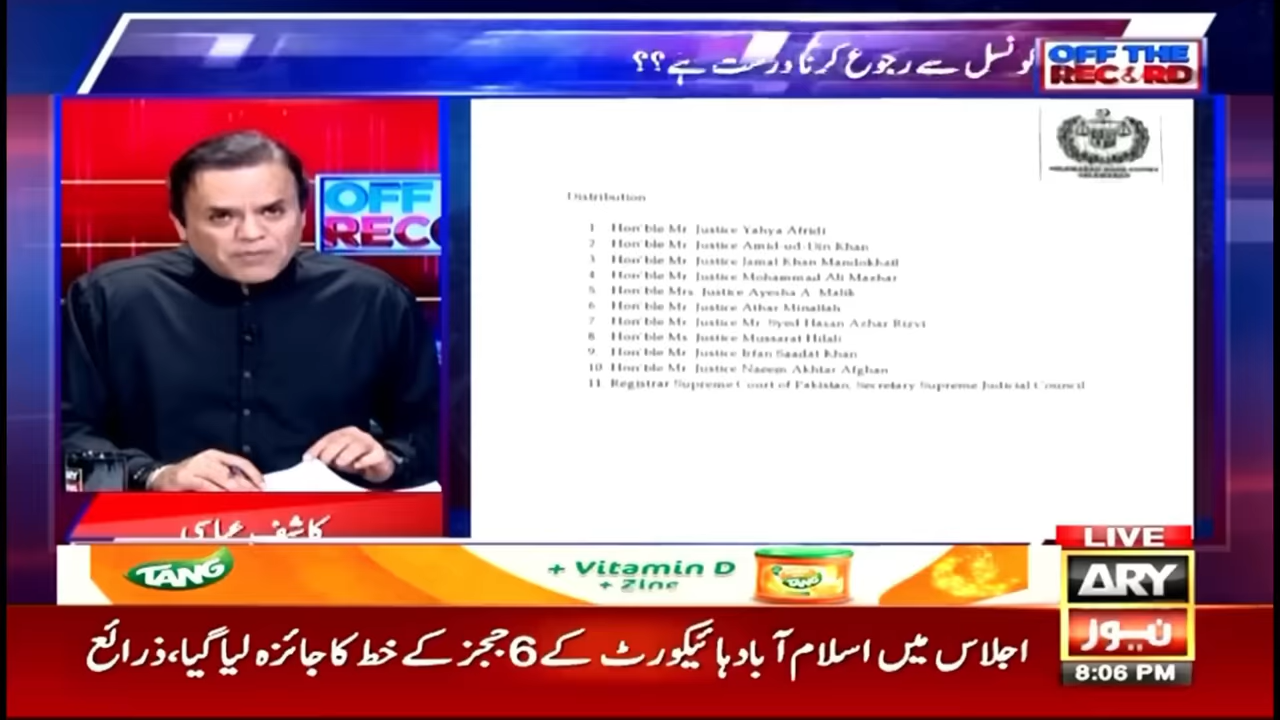 کونسل سے رجوع کرنا درست ہے؟؟
OFF THE
RECORD
OFF
REC
Distribution
1 Hon'ble Mr. Justice Yahya Afridi
2 Hon'ble Mr. Justice Amin-ud-Din Khan
3 Hon'ble Mr. Justice Jamal Khan Mandokhail
4 Hon'ble Mr. Justice Mohammad Ali Mazhar
5 Hon'ble Mrs. Justice Ayesha A. Malik
6 Hon'ble Mr. Justice Athar Minallah
7 Hon'ble Mr. Justice Mr. Syed Hasan Azhar Rizvi
8 Hon'ble Ms. Justice Mussarat Hilali
9 Hon'ble Mr. Justice Irfan Saadat Khan
10 Hon'ble Mr. Justice Naeem Akhtar Afghan
11 Registrar Supreme Court of Pakistan, Secretary Supreme Judicial Council
کاشف عباسی
TANG
+ Vitamin D
+ Zinc
TANG
LIVE
ARY
نیوز
8:06 PM
اجلاس میں اسلام آباد ہائیکورٹ کے 6 ججز کے خط کا جائزہ لیا گیا، ذرائع